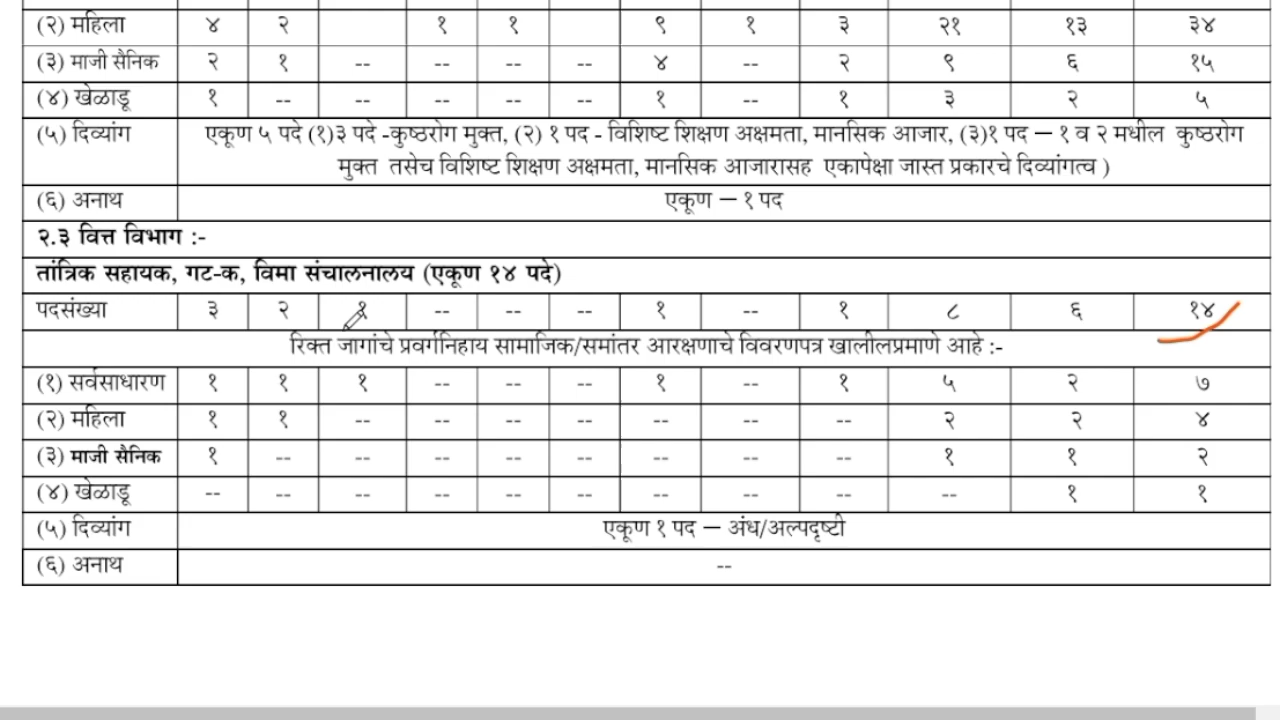 (२) महिला ४ २ १ १ ९ १ ३ २१ १३ ३४
(३) माजी सैनिक २ १ -- -- -- -- ४ -- २ ९ ६ १५
(४) खेळाडू १ -- -- -- -- -- १ -- १ ३ २ ५
(५) दिव्यांग एकूण ५ पदे (१)३ पदे -कुष्ठरोग मुक्त, (२) १ पद - विशिष्ट शिक्षण अक्षमता, मानसिक आजार, (३)१ पद – १ व २ मधील कुष्ठरोग
मुक्त तसेच विशिष्ट शिक्षण अक्षमता, मानसिक आजारासह एकापेक्षा जास्त प्रकारचे दिव्यांगत्व )
(६) अनाथ एकूण – १ पद
२.३ वित्त विभाग :-
तांत्रिक सहायक, गट-क, विमा संचालनालय (एकूण १४ पदे)
पदसंख्या ३ २ १ -- -- -- १ -- १ ८ ६ १४
रिक्त जागांचे प्रवर्गनिहाय सामाजिक/समांतर आरक्षणाचे विवरणपत्र खालीलप्रमाणे आहे :-
(१) सर्वसाधारण १ १ १ -- -- -- १ -- १ ५ २ ७
(२) महिला १ १ -- -- -- -- -- -- -- २ २ ४
(३) माजी सैनिक १ -- -- -- -- -- -- -- -- १ १ २
(४) खेळाडू -- -- -- -- -- -- -- -- -- -- १ १
(५) दिव्यांग एकूण १ पद – अंध/अल्पदृष्टी
(६) अनाथ --